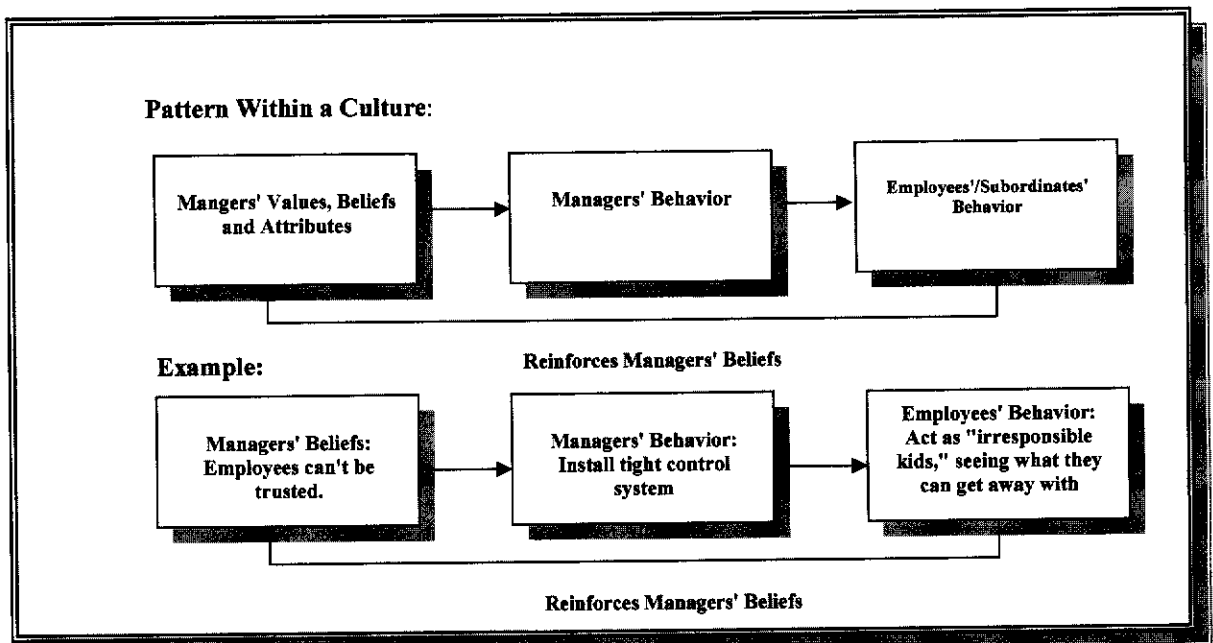 Pattern Within a Culture:
Mangers' Values, Beliefs
and Attributes
Managers' Behavior
Employees'/Subordinates'
Behavior
Reinforces Managers' Beliefs
Example:
Managers' Beliefs:
Employees can't be
trusted.
Managers' Behavior:
Install tight control
system
Employees' Behavior:
Act as "irresponsible
kids," seeing what they
can get away with
Reinforces Managers' Beliefs